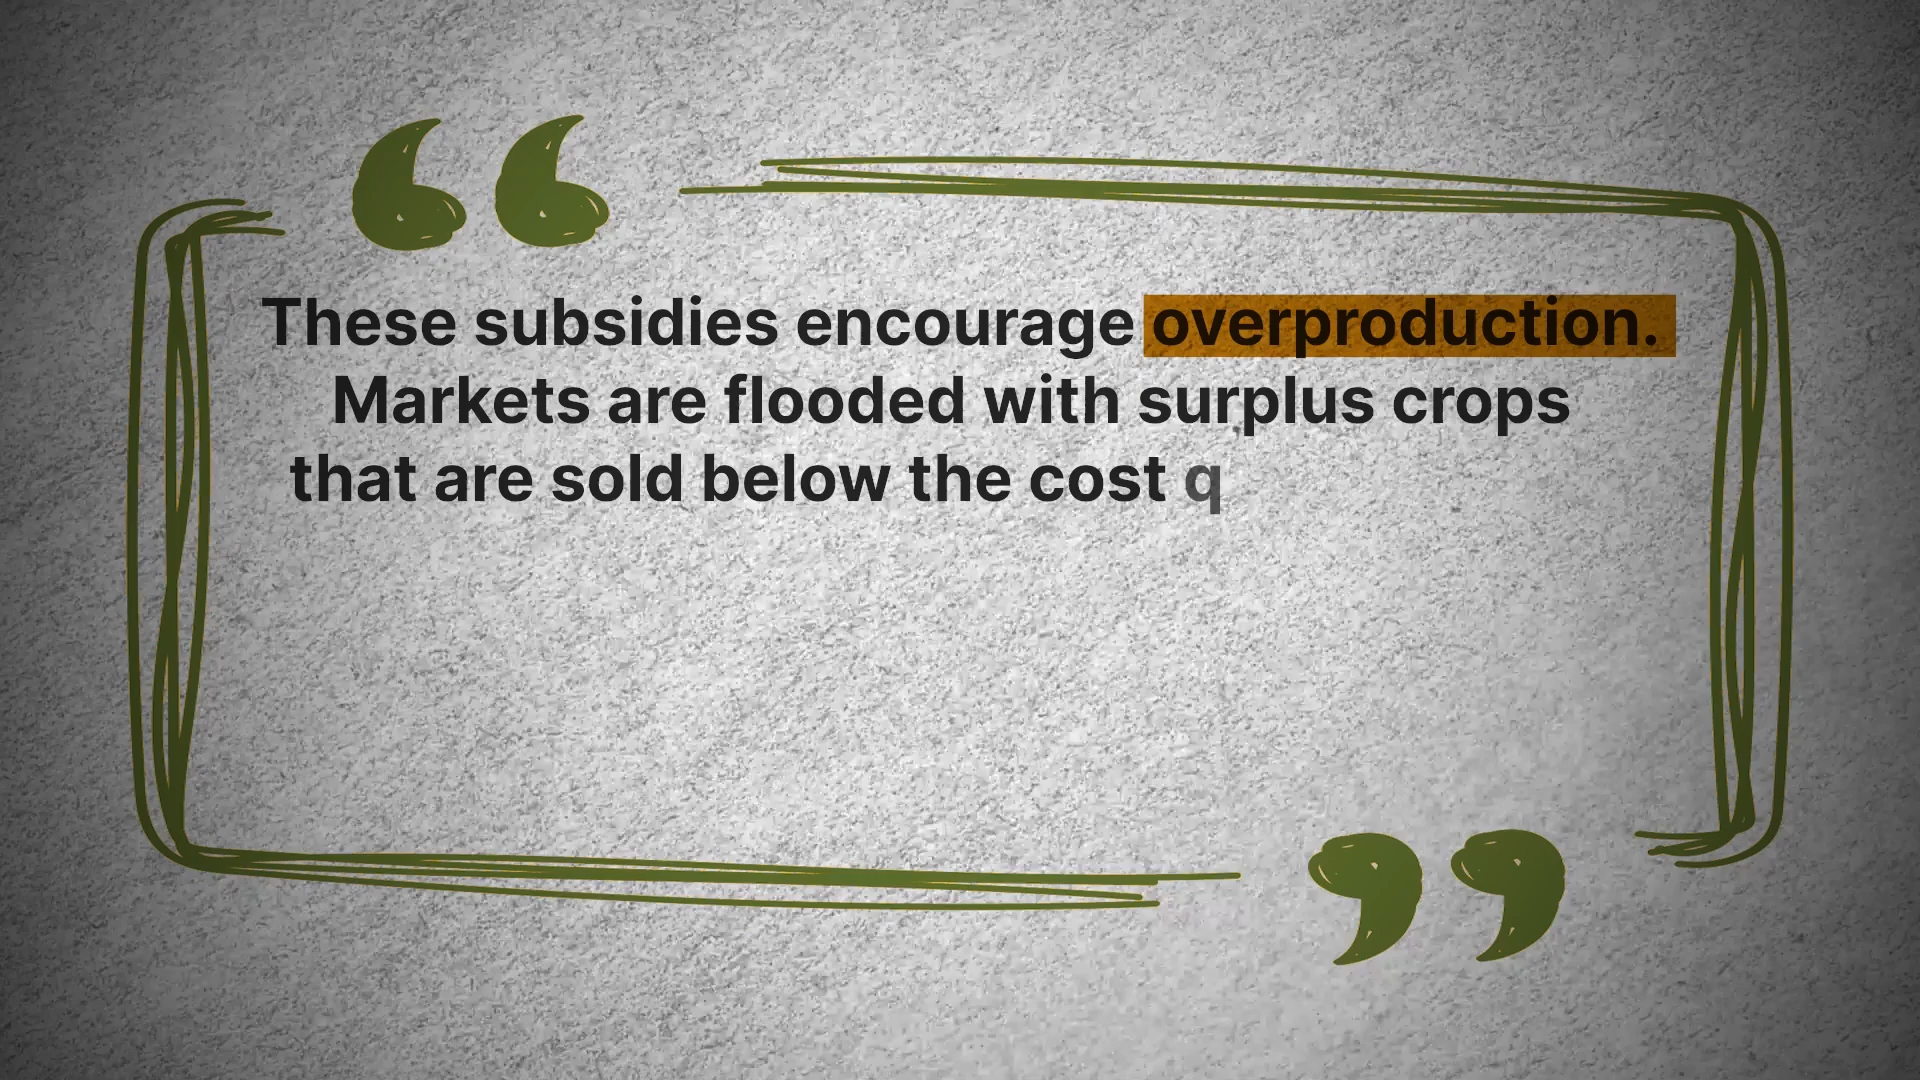 These subsidies encourage overproduction.
Markets are flooded with surplus crops
that are sold below the cost q